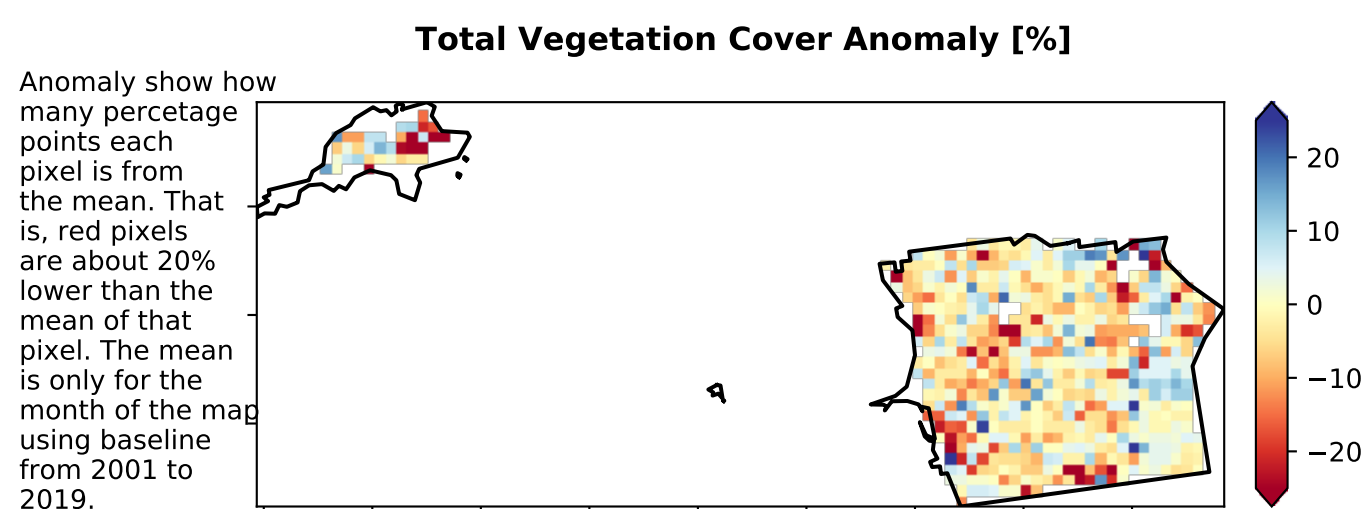 Total Vegetation Cover Anomaly [%]
Anomaly show how
many percetage
points each
pixel is from
the mean. That
is, red pixels
are about 20%
lower than the
mean of that
pixel. The mean
is only for the
month of the map
using baseline
from 2001 to
2019.
20
10
0
−10
−20